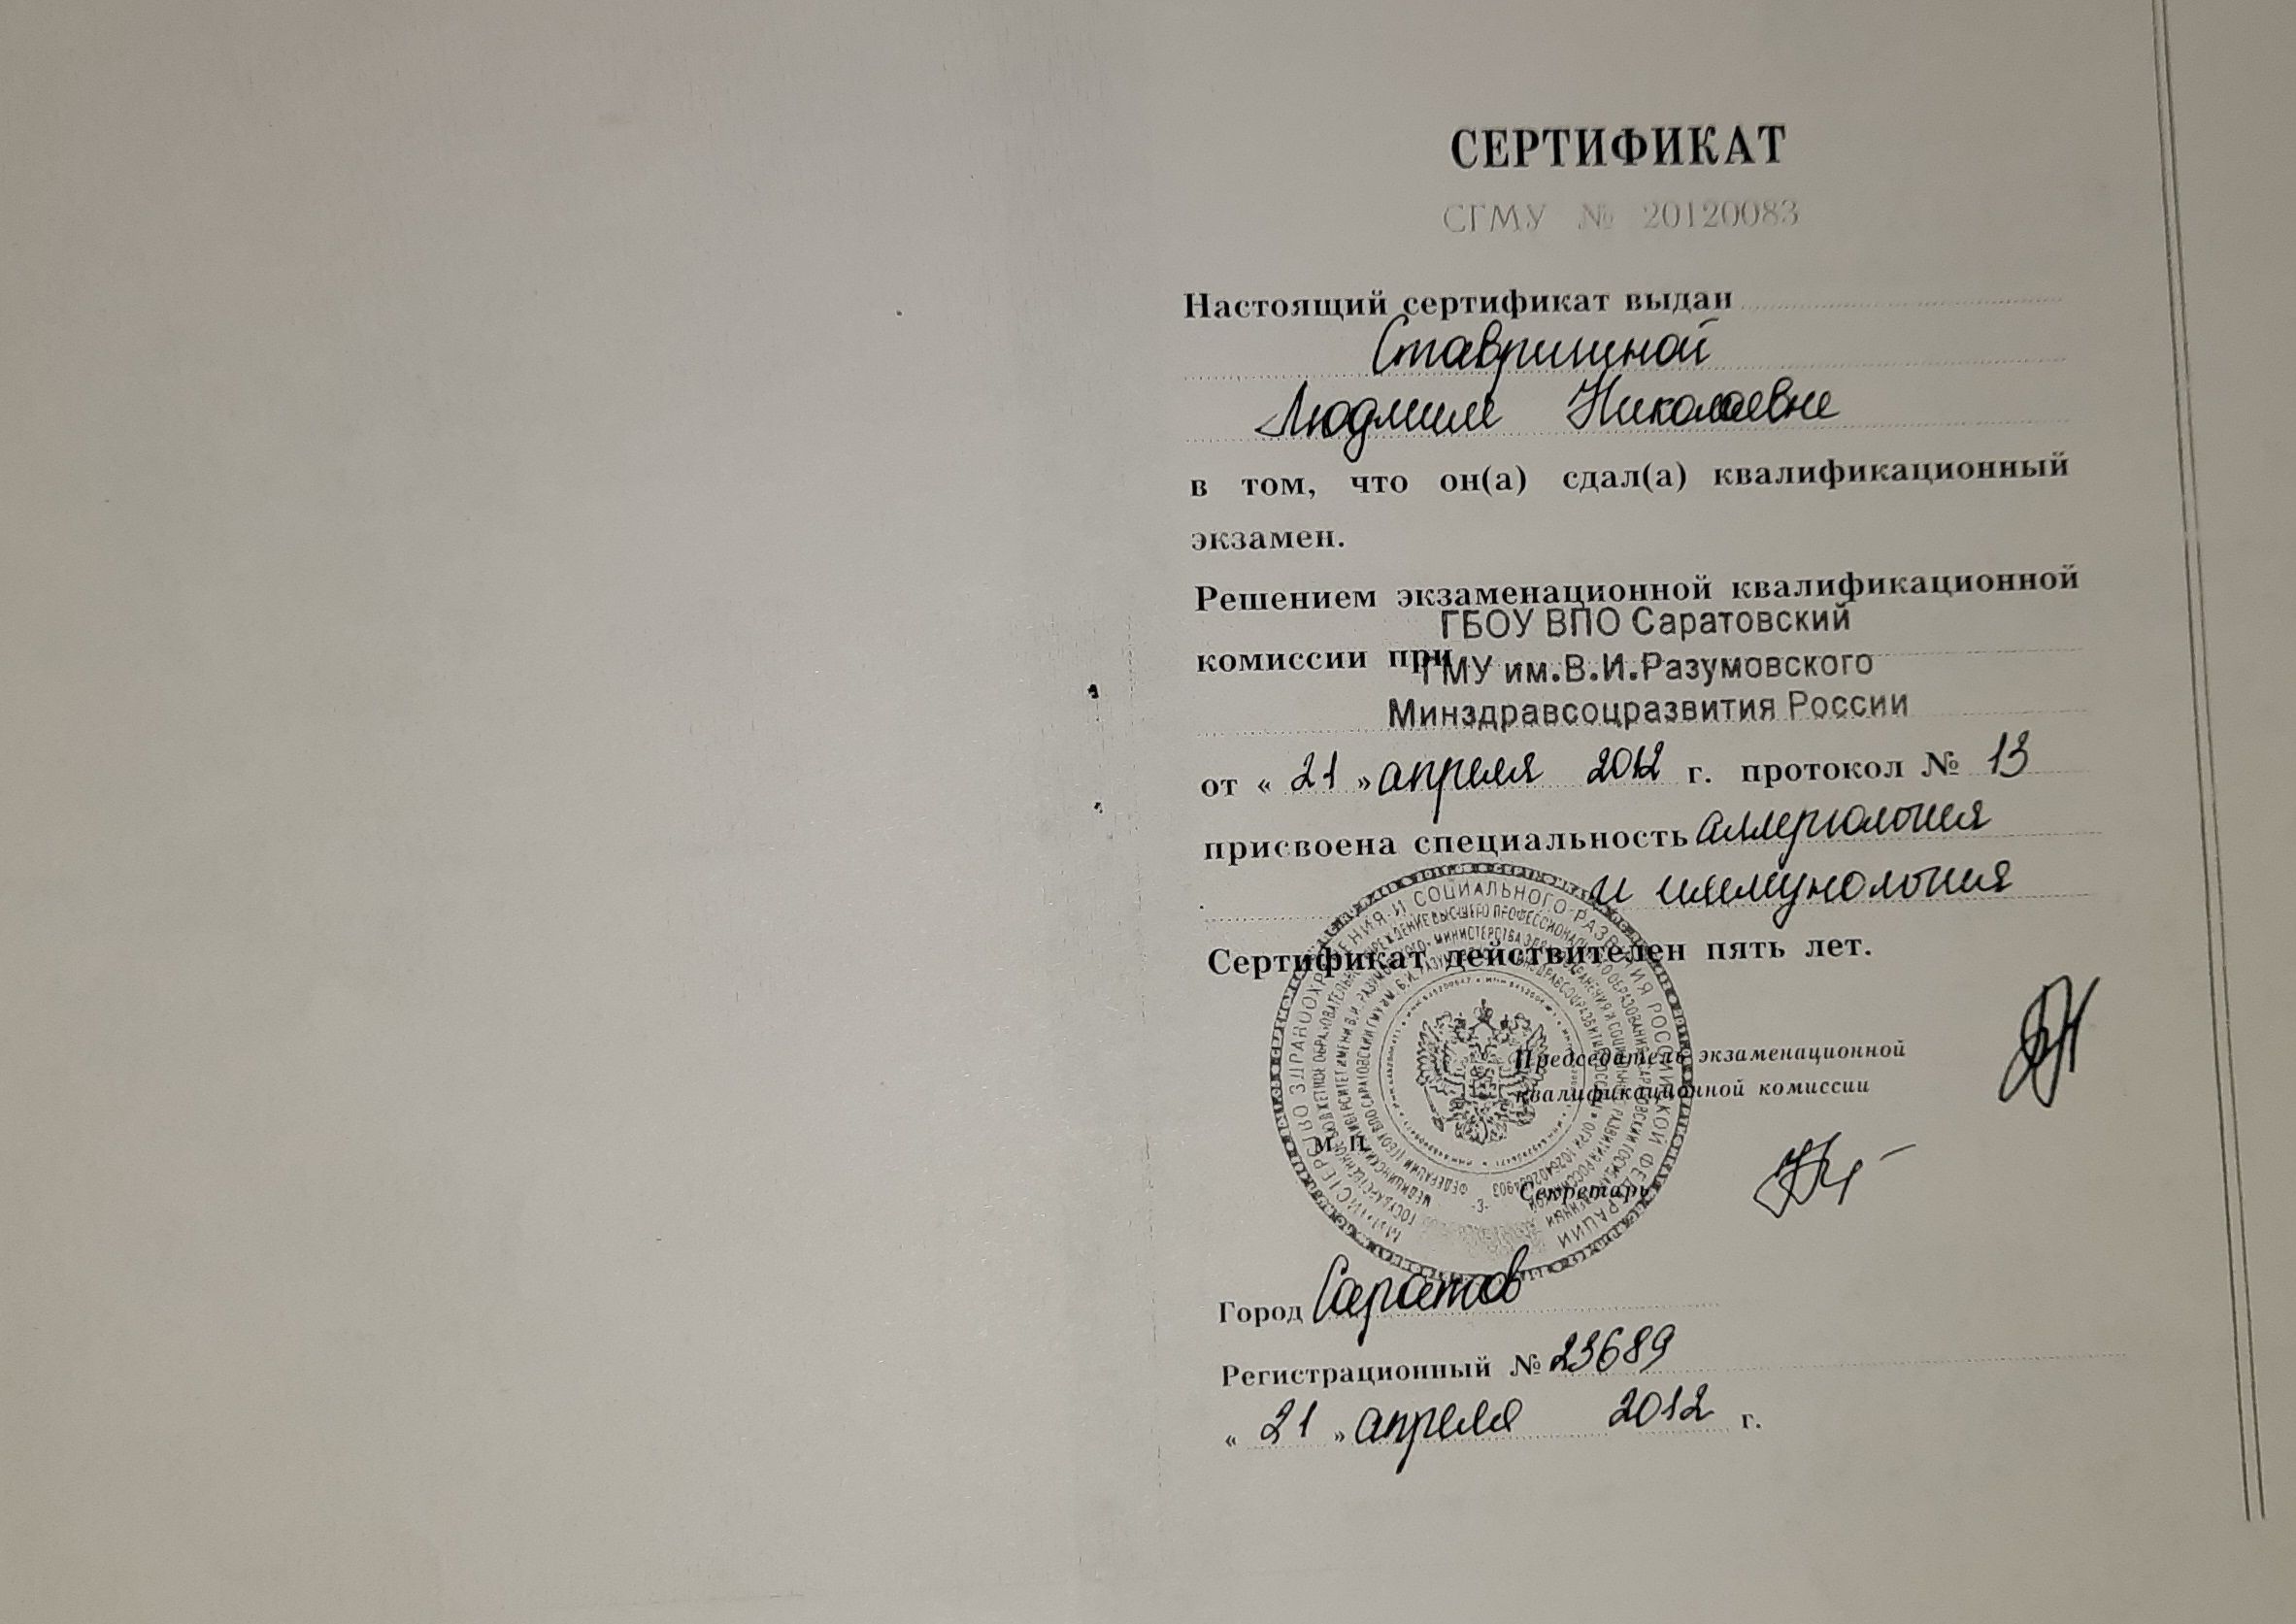 СЕРТИФИКАТ
СГМУ № 20120083
Настоящий сертификат выдан
Ставрицной
Людмиле Николаевне
в том, что он(а) сдал(а) квалификационный
экзамен.
Решением экзаменационной квалификационной
ГБОУ ВПО Саратовский
комиссии при ГМУ им.В.И.Разумовского
Минздравсоцразвития России
от « 21 » апреля 2012 г. протокол № 13
присвоена специальность аллергология
и иммунология
Сертификат действителен пять лет.
Председатель экзаменационной
квалификационной комиссии
М. П.
Секретарь
Город Саратов
Регистрационный № 23689
« 21 » апреля 2012 г.